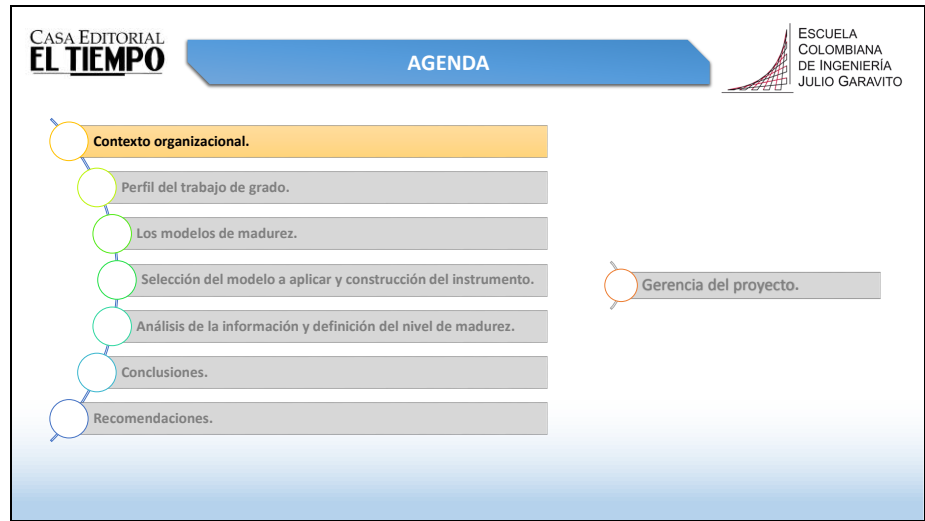 CASA EDITORIAL
EL TIEMPO
AGENDA
ESCUELA
COLOMBIANA
DE INGENIERÍA
JULIO GARAVITO
Contexto organizacional.
Perfil del trabajo de grado.
Los modelos de madurez.
Selección del modelo a aplicar y construcción del instrumento.
Análisis de la información y definición del nivel de madurez.
Conclusiones.
Recomendaciones.
Gerencia del proyecto.